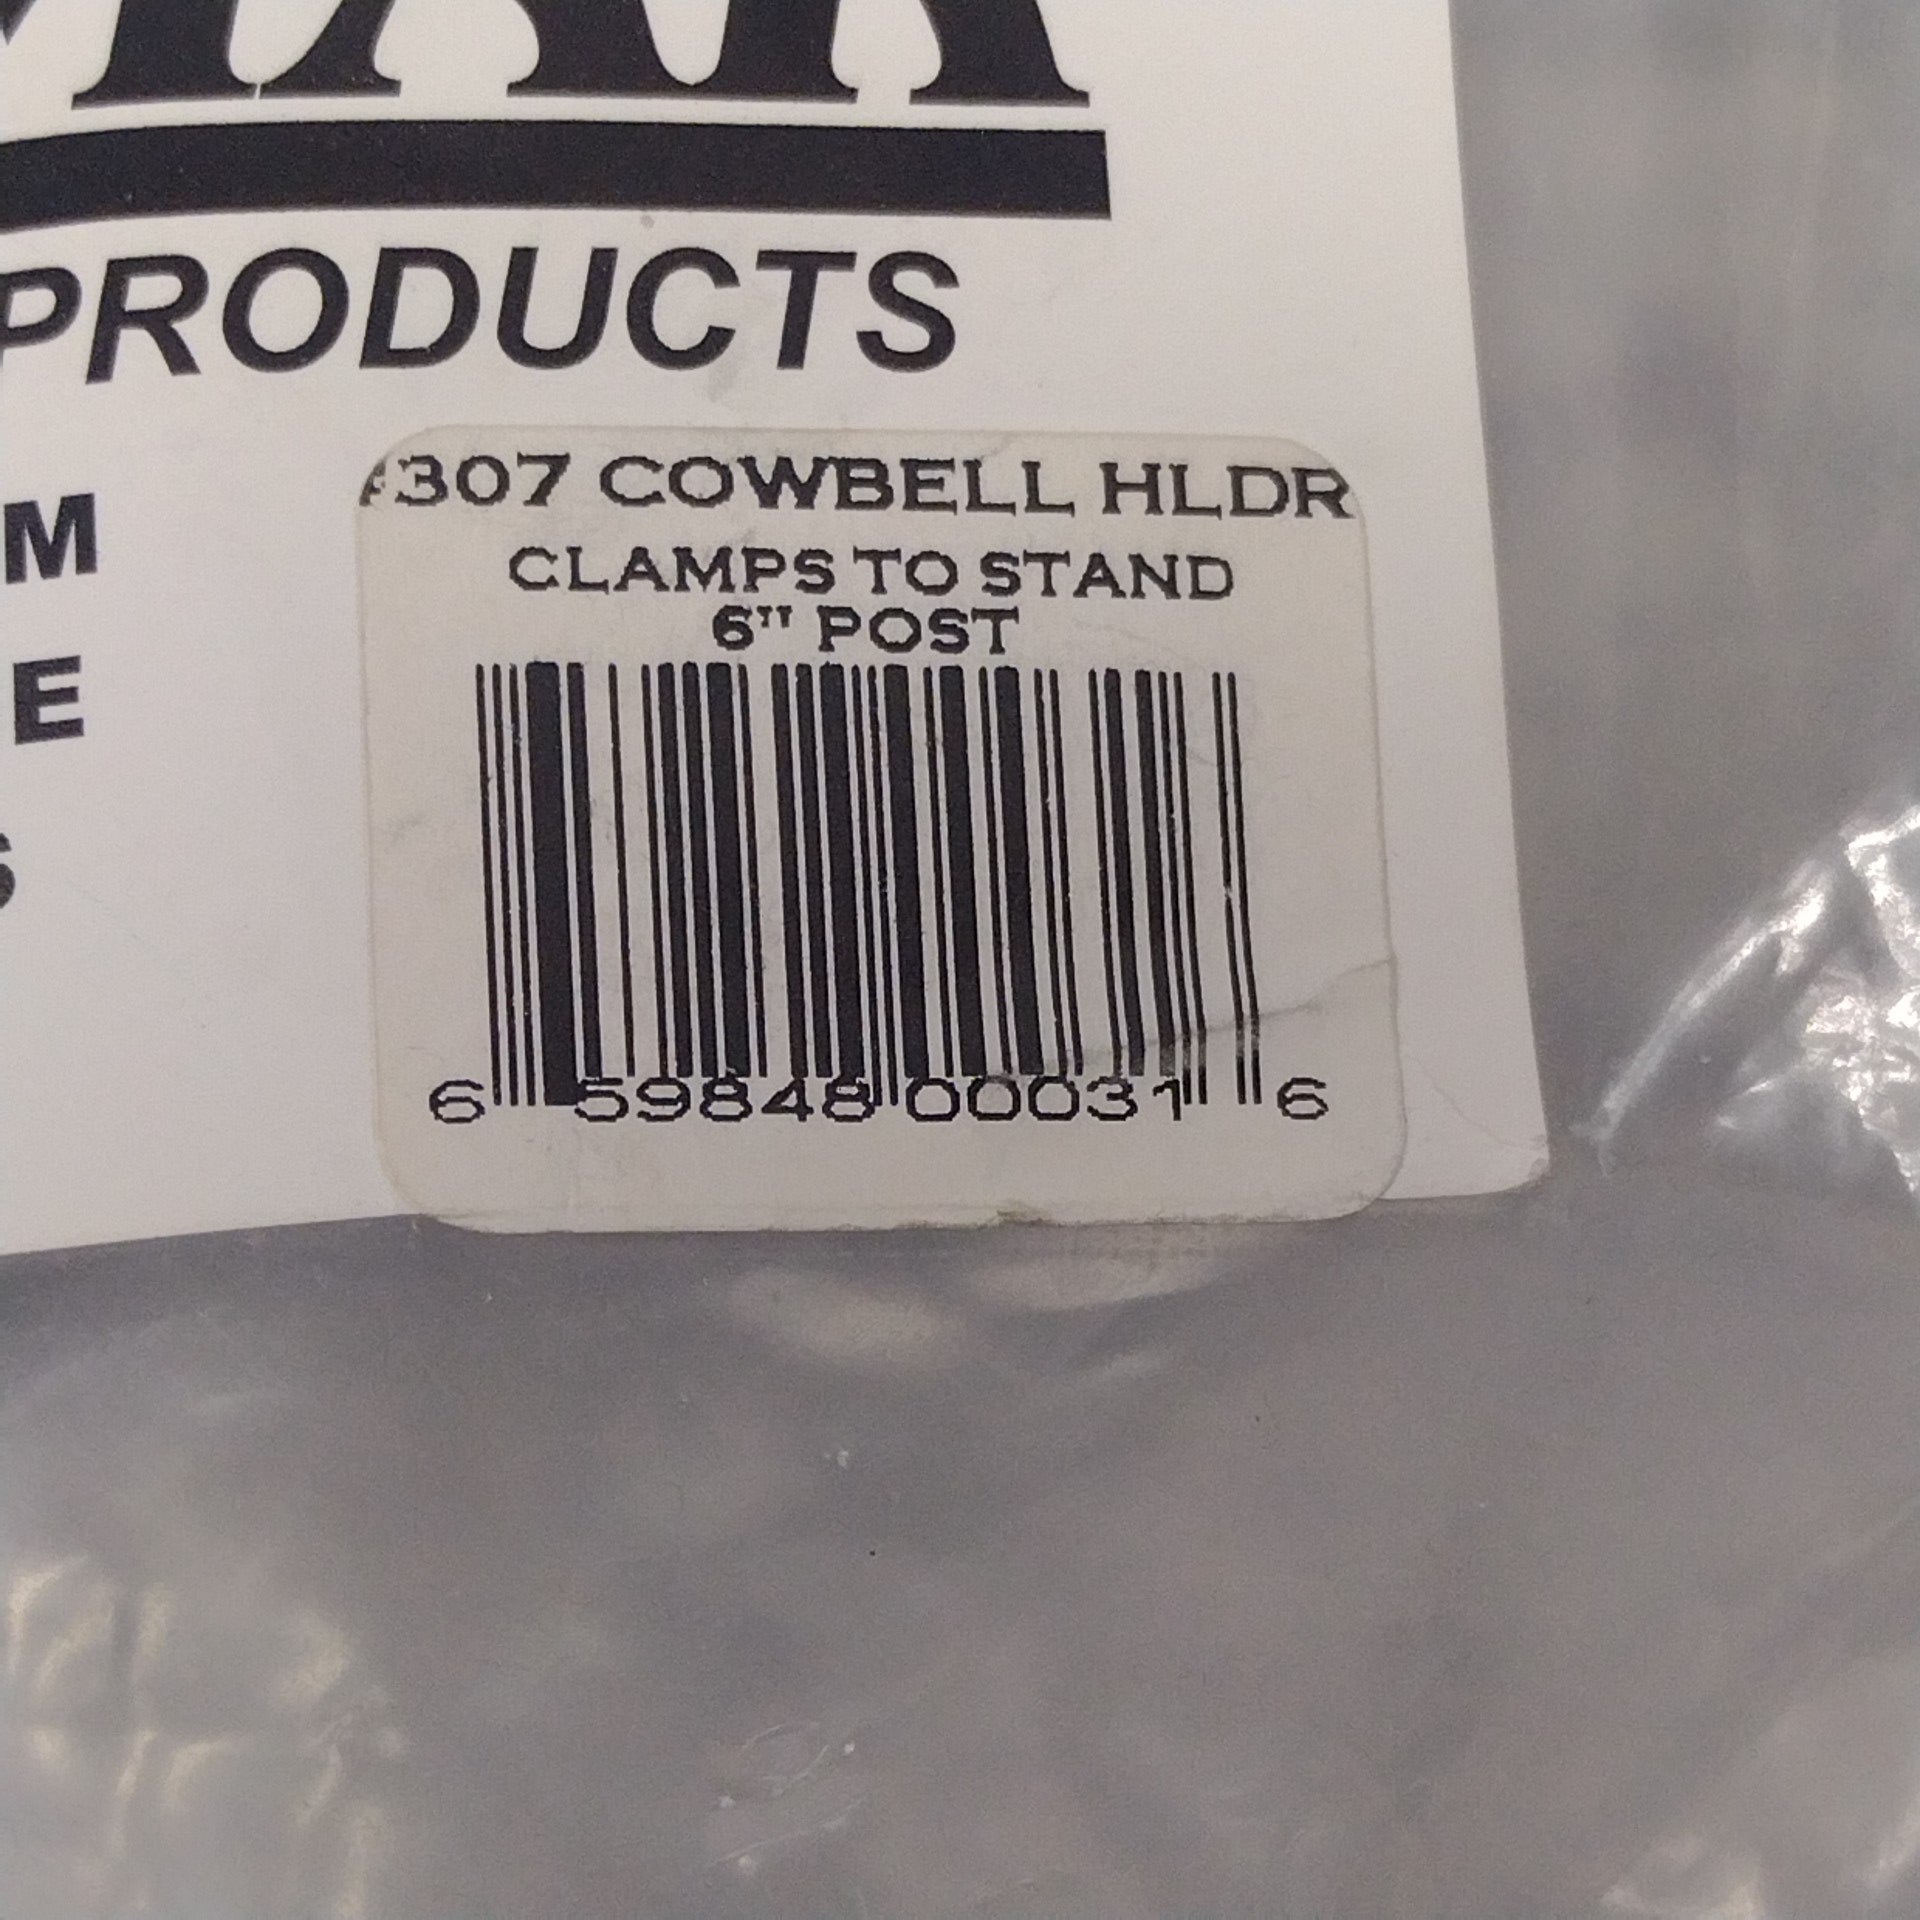 PRODUCTS
M
E
S
#307 COWBELL HLDR
CLAMPS TO STAND
6" POST
6 59848 00031 6